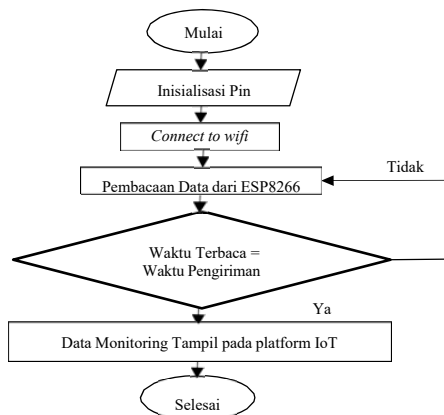 Mulai
Inisialisasi Pin
Connect to wifi
Pembacaan Data dari ESP8266
Tidak
Waktu Terbaca =
Waktu Pengiriman
Ya
Data Monitoring Tampil pada platform IoT
Selesai